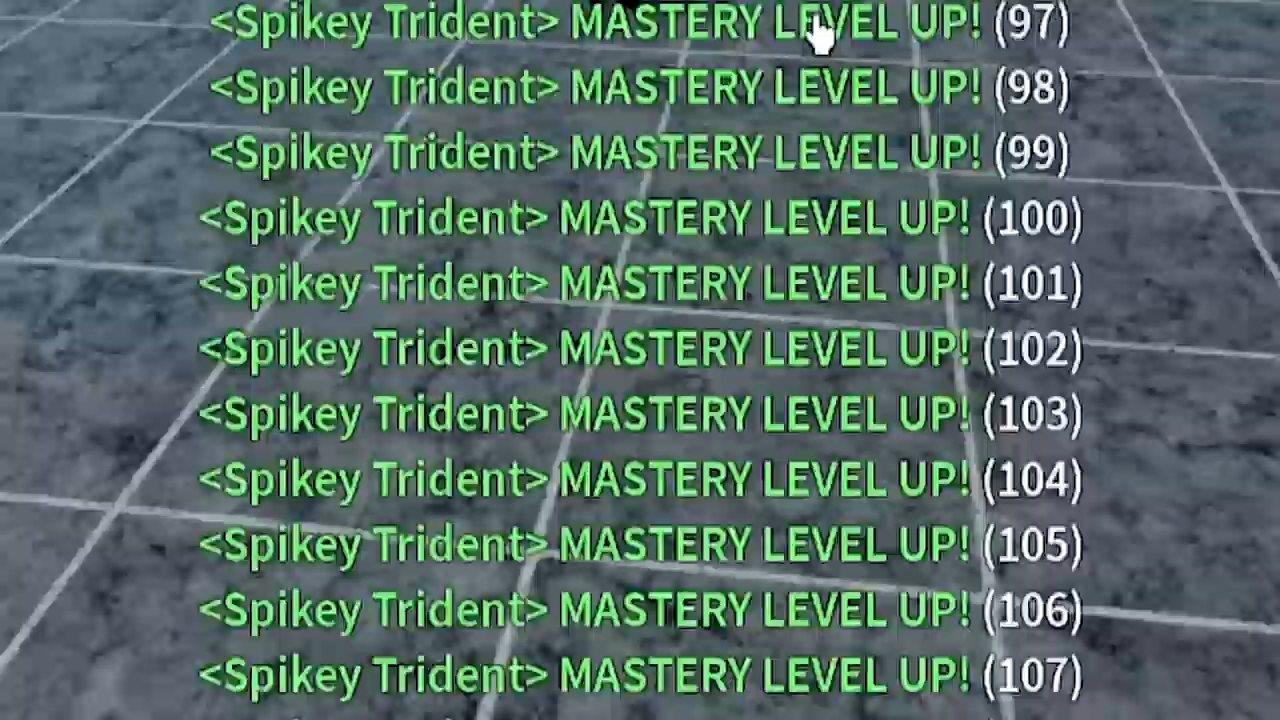 <Spikey Trident> MASTERY LEVEL UP! (97)
<Spikey Trident> MASTERY LEVEL UP! (98)
<Spikey Trident> MASTERY LEVEL UP! (99)
<Spikey Trident> MASTERY LEVEL UP! (100)
<Spikey Trident> MASTERY LEVEL UP! (101)
<Spikey Trident> MASTERY LEVEL UP! (102)
<Spikey Trident> MASTERY LEVEL UP! (103)
<Spikey Trident> MASTERY LEVEL UP! (104)
<Spikey Trident> MASTERY LEVEL UP! (105)
<Spikey Trident> MASTERY LEVEL UP! (106)
<Spikey Trident> MASTERY LEVEL UP! (107)